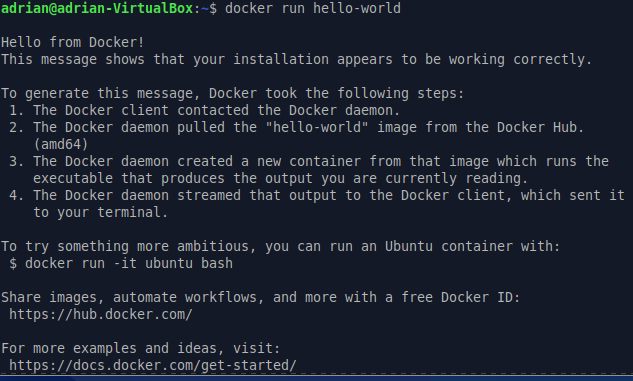 adrian@adrian-VirtualBox:~$ docker run hello-world
Hello from Docker!
This message shows that your installation appears to be working correctly.
To generate this message, Docker took the following steps:
1. The Docker client contacted the Docker daemon.
2. The Docker daemon pulled the "hello-world" image from the Docker Hub.
(amd64)
3. The Docker daemon created a new container from that image which runs the
executable that produces the output you are currently reading.
4. The Docker daemon streamed that output to the Docker client, which sent it
to your terminal.
To try something more ambitious, you can run an Ubuntu container with:
$ docker run -it ubuntu bash
Share images, automate workflows, and more with a free Docker ID:
https://hub.docker.com/
For more examples and ideas, visit:
https://docs.docker.com/get-started/